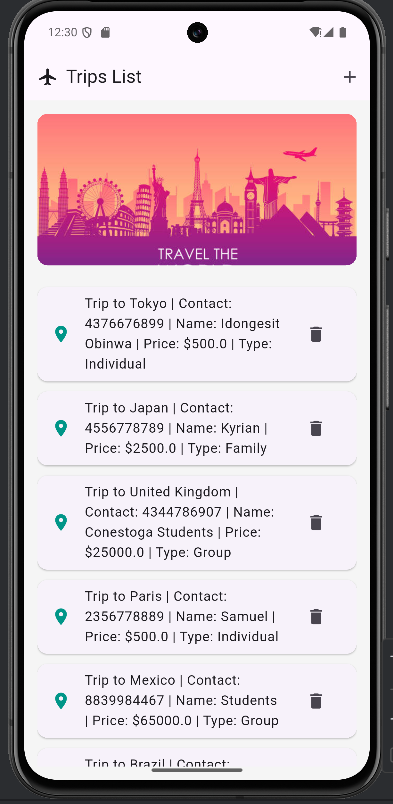 12:30
Trips List
TRAVEL THE
Trip to Tokyo | Contact:
4376676899 | Name: Idongesit
Obinwa | Price: $500.0 | Type:
Individual
Trip to Japan | Contact:
4556778789 | Name: Kyrian |
Price: $2500.0 | Type: Family
Trip to United Kingdom |
Contact: 4344786907 | Name:
Conestoga Students | Price:
$25000.0 | Type: Group
Trip to Paris | Contact:
2356778889 | Name: Samuel |
Price: $500.0 | Type: Individual
Trip to Mexico | Contact:
8839984467 | Name: Students
| Price: $65000.0 | Type: Group
Trip to Brazil | Contact: